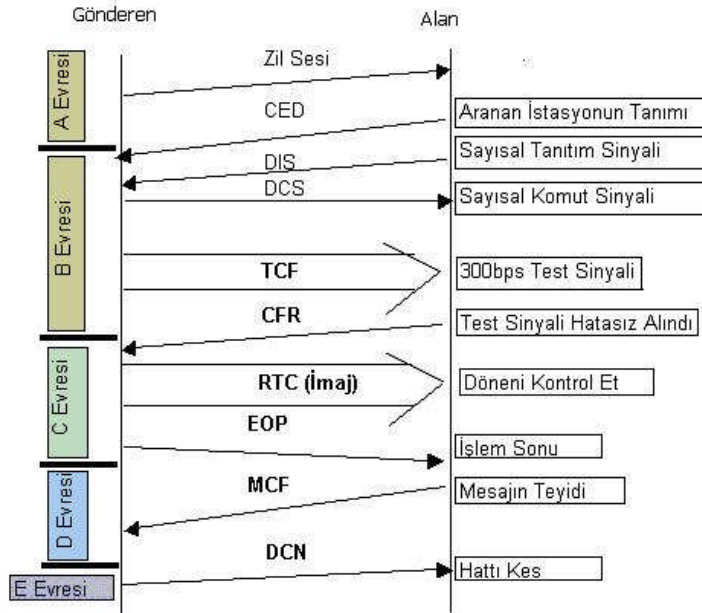 Gönderen
Alan
A Evresi
Zil Sesi
CED
Aranan İstasyonun Tanımı
B Evresi
DIS
Sayısal Tanıtım Sinyali
DCS
Sayısal Komut Sinyali
TCF
300bps Test Sinyali
CFR
Test Sinyali Hatasız Alındı
C Evresi
RTC (İmaj)
Döneni Kontrol Et
EOP
İşlem Sonu
D Evresi
MCF
Mesajın Teyidi
DCN
Hattı Kes
E Evresi